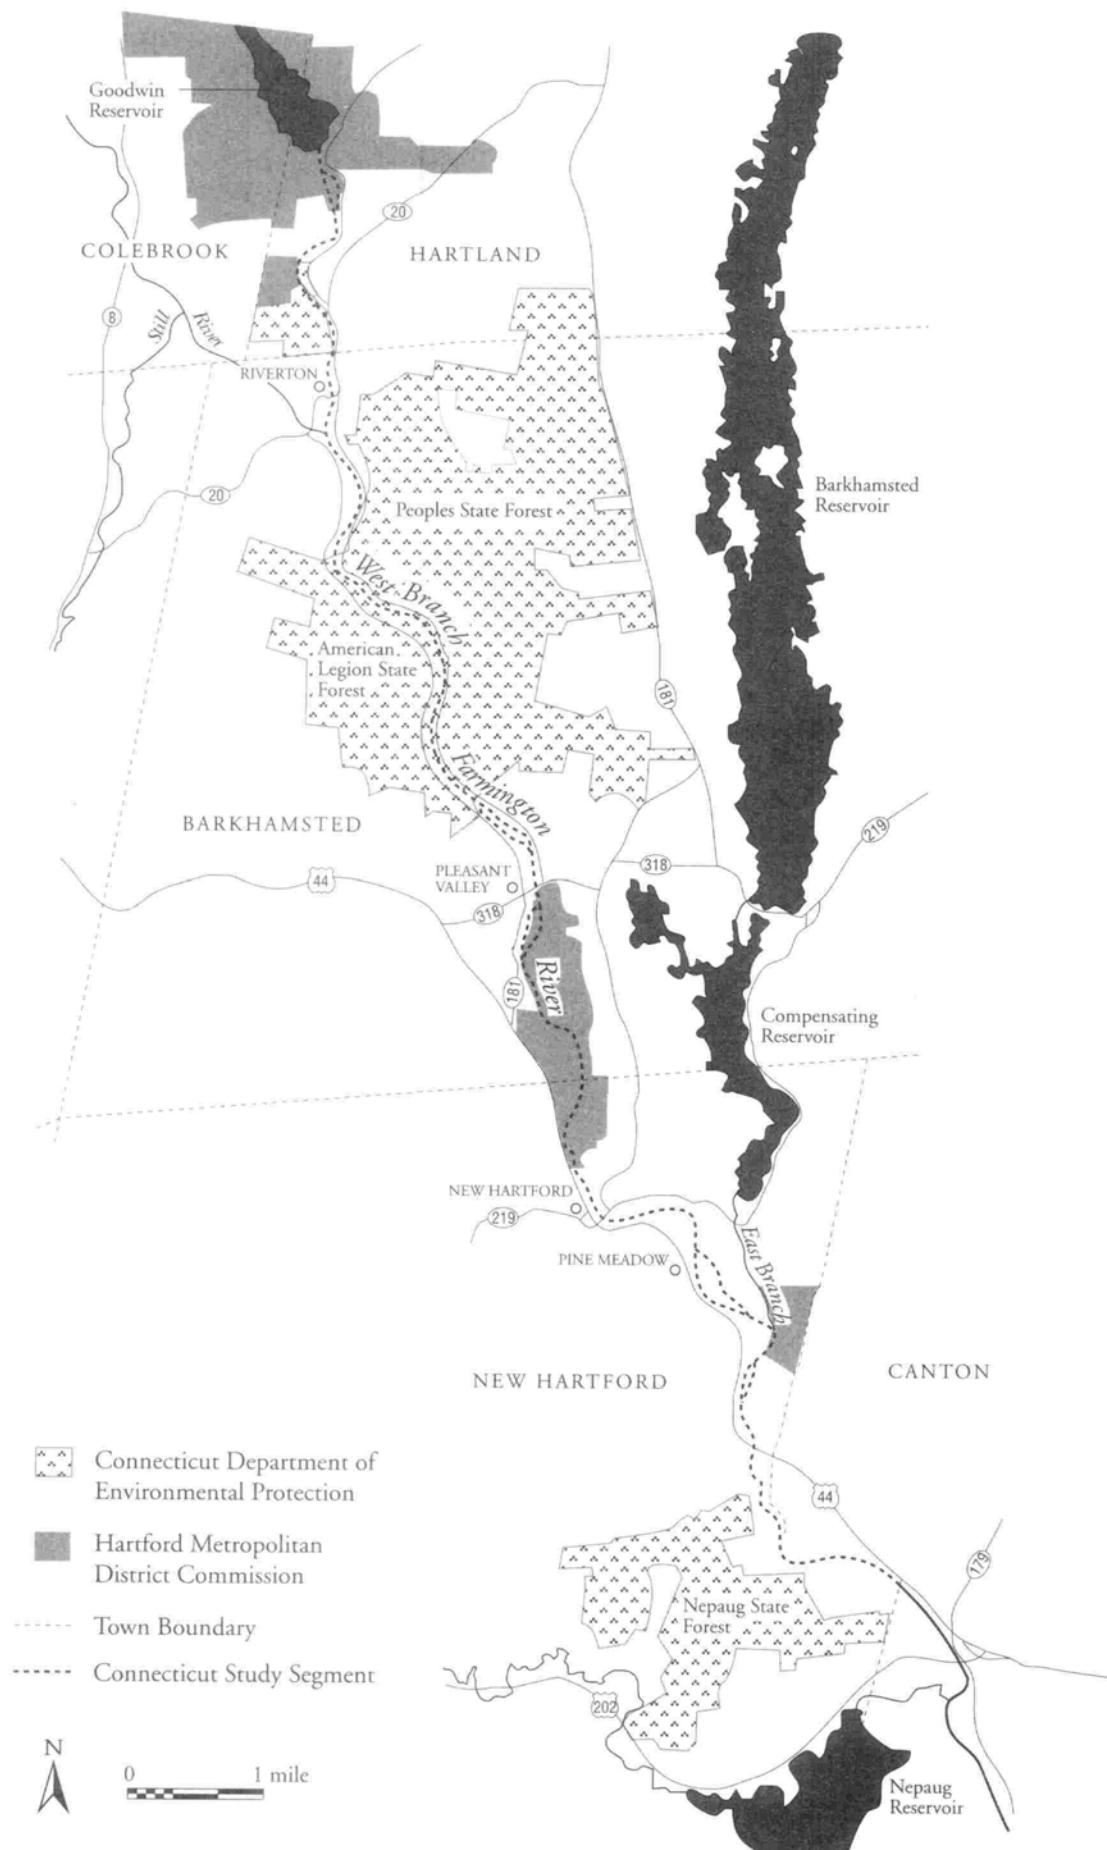 Goodwin
Reservoir
20
COLEBROOK
HARTLAND
8
Still
River
RIVERTON
20
Peoples State Forest
Barkhamsted
Reservoir
West Branch
American
Legion State
Forest
181
Farmington
BARKHAMSTED
219
44
PLEASANT
VALLEY
318
318
River
181
Compensating
Reservoir
NEW HARTFORD
219
East Branch
PINE MEADOW
NEW HARTFORD
CANTON
Connecticut Department of
Environmental Protection
44
Hartford Metropolitan
District Commission
179
Nepaug State
Forest
Town Boundary
Connecticut Study Segment
202
N
0 1 mile
Nepaug
Reservoir